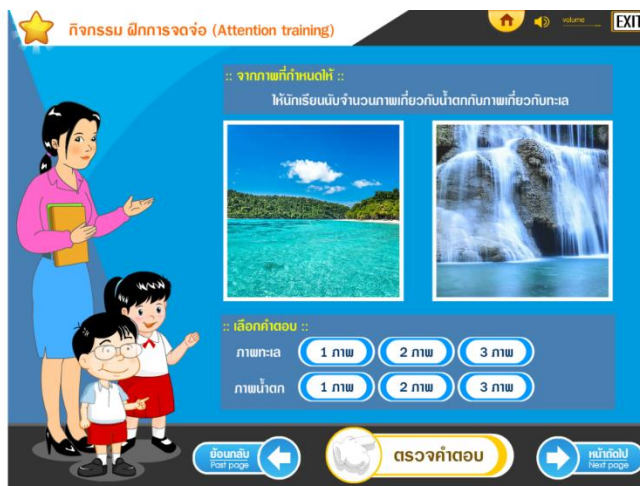 กิจกรรม ฝึกการจดจ่อ (Attention training)
volume
EXIT
:: จากภาพที่กำหนดให้ ::
ให้นักเรียนนับจำนวนภาพเกี่ยวกับน้ำตกกับภาพเกี่ยวกับทะเล
:: เลือกคำตอบ ::
ภาพทะเล 1 ภาพ 2 ภาพ 3 ภาพ
ภาพน้ำตก 1 ภาพ 2 ภาพ 3 ภาพ
ย้อนกลับ
Past page
ตรวจคำตอบ
หน้าถัดไป
Next page